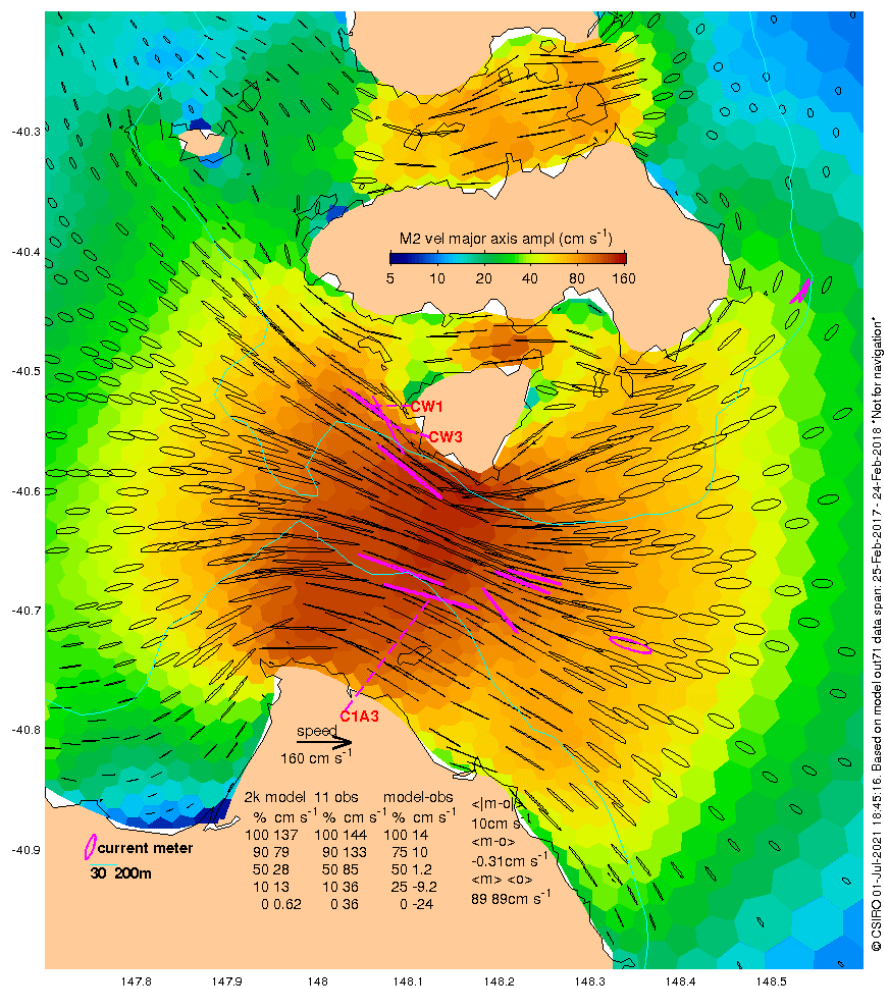 -40.3
-40.4
-40.5
-40.6
-40.7
-40.8
-40.9
M2 vel major axis ampl (cm s-1)
5 10 20 40 80 160
CW1
CW3
C1A3
speed
160 cm s-1
2k model 11 obs model-obs
% cm s-1 % cm s-1 % cm s-1
100 137 100 144 100 14
90 79 90 133 75 10
50 28 50 85 50 1.2
10 13 10 36 25 -9.2
0 0.62 0 36 0 -24
<|m-o|>
10cm s-1
<m-o>
-0.31cm s-1
<m> <o>
89 89cm s-1
current meter
30 200m
147.8 147.9 148 148.1 148.2 148.3 148.4 148.5
© CSIRO 01-Jul-2021 18:45:16. Based on model out71 data span: 25-Feb-2017 - 24-Feb-2018 *Not for navigation*